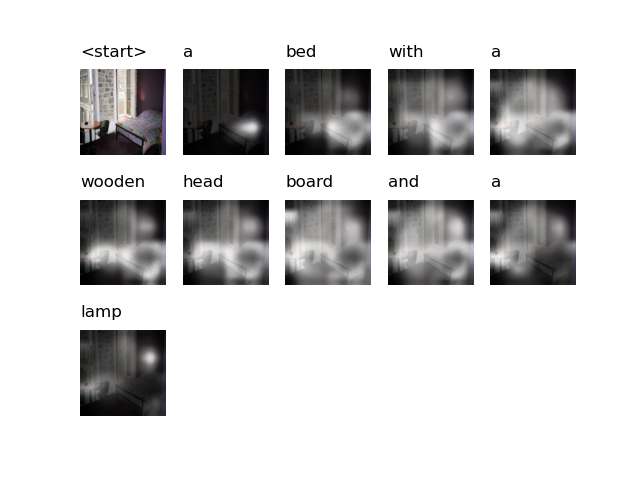 <start> a bed with a
wooden head board and a
lamp